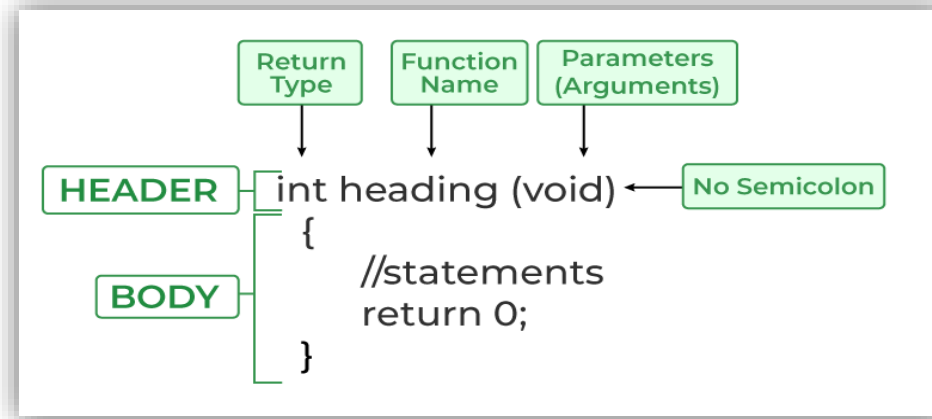 Return
Type
Function
Name
Parameters
(Arguments)
HEADER
int heading (void)
No Semicolon
{
BODY
//statements
return 0;
}